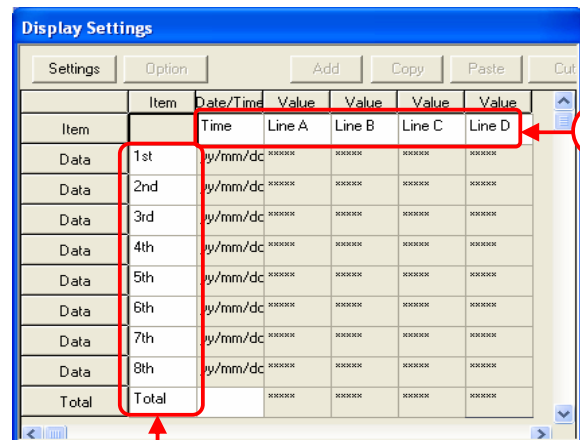 Display Settings
Settings Option Add Copy Paste Cut
Item Date/Time Value Value Value Value
Item Time Line A Line B Line C Line D
Data 1st yy/mm/dd ***** ***** ***** *****
Data 2nd yy/mm/dd ***** ***** ***** *****
Data 3rd yy/mm/dd ***** ***** ***** *****
Data 4th yy/mm/dd ***** ***** ***** *****
Data 5th yy/mm/dd ***** ***** ***** *****
Data 6th yy/mm/dd ***** ***** ***** *****
Data 7th yy/mm/dd ***** ***** ***** *****
Data 8th yy/mm/dd ***** ***** ***** *****
Total Total ***** ***** ***** *****